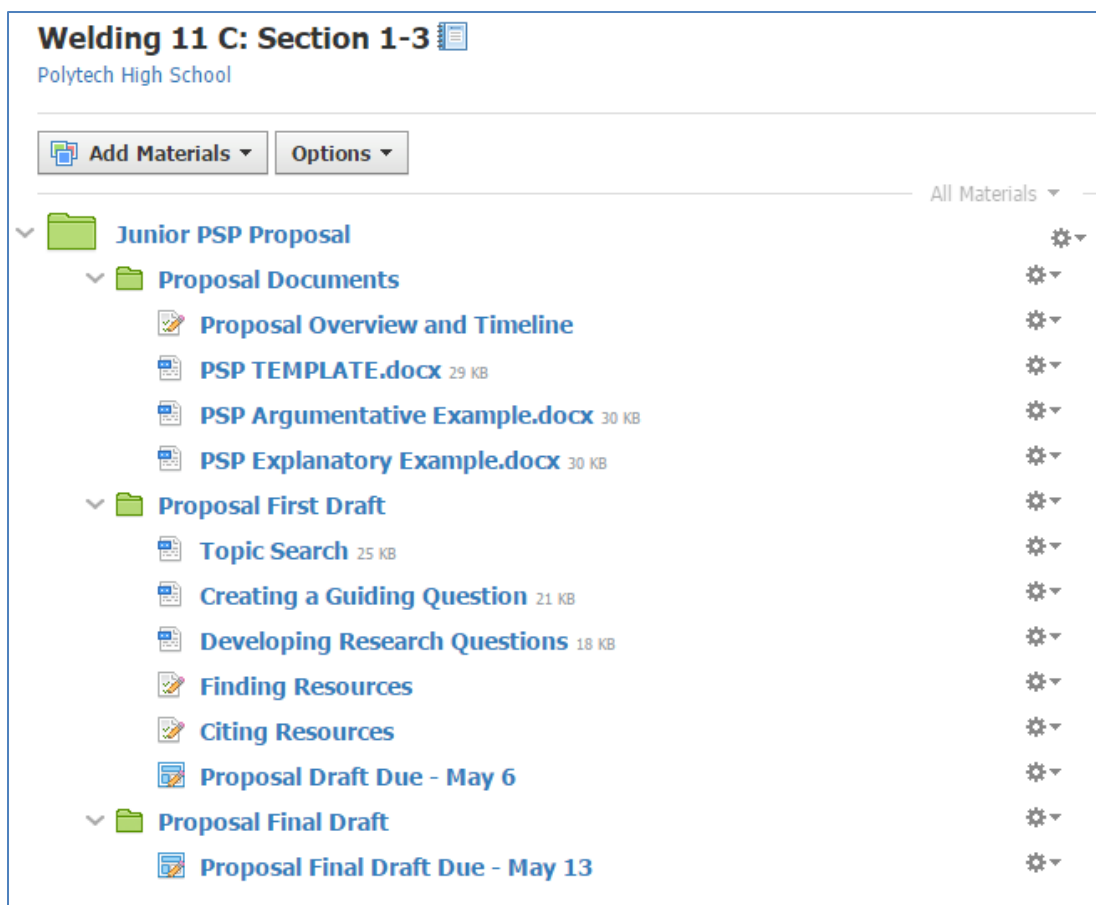 Welding 11 C: Section 1-3
Polytech High School
Add Materials Options
All Materials
Junior PSP Proposal
Proposal Documents
Proposal Overview and Timeline
PSP TEMPLATE.docx 29 KB
PSP Argumentative Example.docx 30 KB
PSP Explanatory Example.docx 30 KB
Proposal First Draft
Topic Search 25 KB
Creating a Guiding Question 21 KB
Developing Research Questions 18 KB
Finding Resources
Citing Resources
Proposal Draft Due - May 6
Proposal Final Draft
Proposal Final Draft Due - May 13